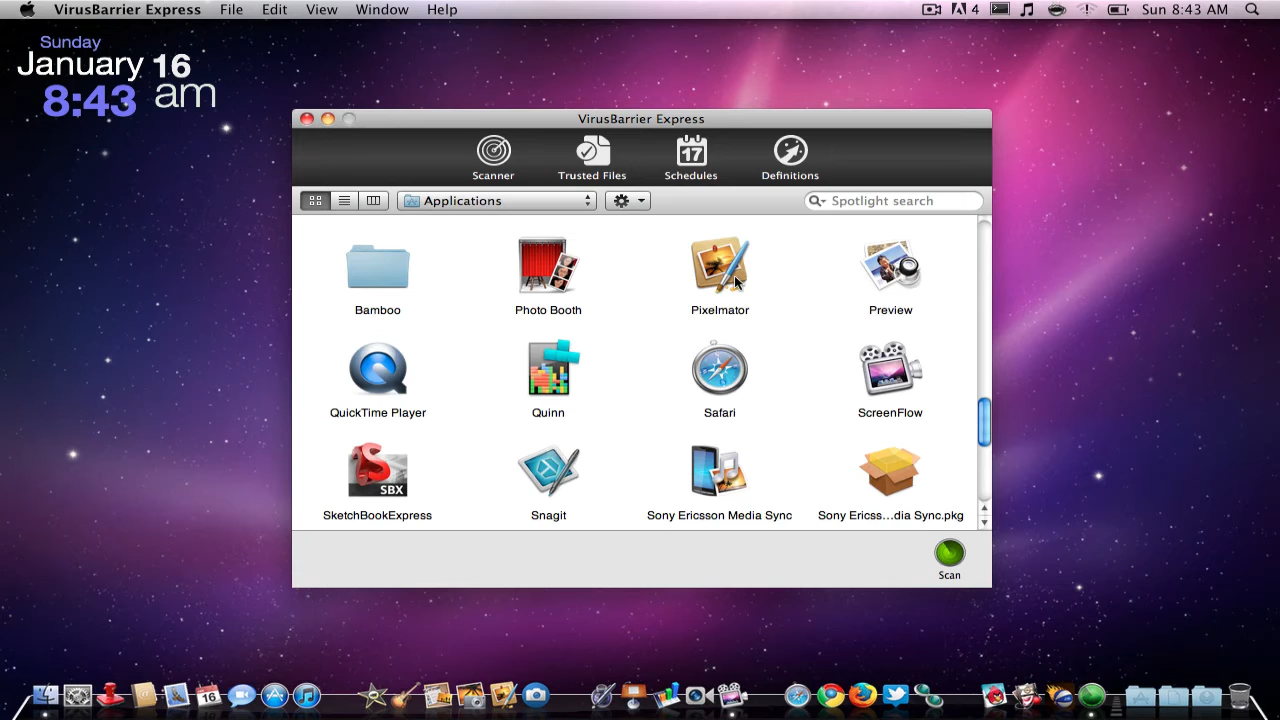 VirusBarrier Express File Edit View Window Help
4 Sun 8:43 AM
Sunday
January 16
8:43 am
VirusBarrier Express
17
Scanner Trusted Files Schedules Definitions
Applications
Spotlight search
Bamboo Photo Booth Pixelmator Preview
QuickTime Player Quinn Safari ScreenFlow
SBX
SketchBookExpress Snagit Sony Ericsson Media Sync Sony Ericss...dia Sync.pkg
Scan
16